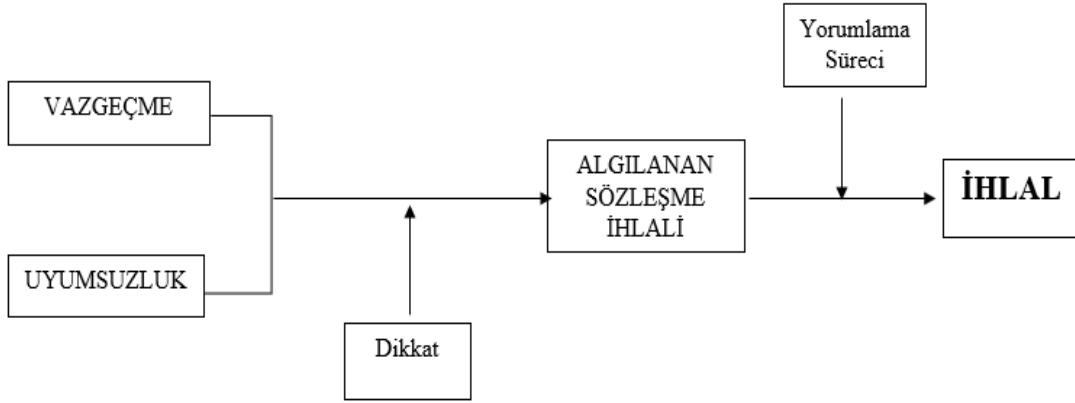 VAZGEÇME
UYUMSUZLUK
Dikkat
ALGILANAN
SÖZLEŞME
İHLALİ
Yorumlama
Süreci
İHLAL